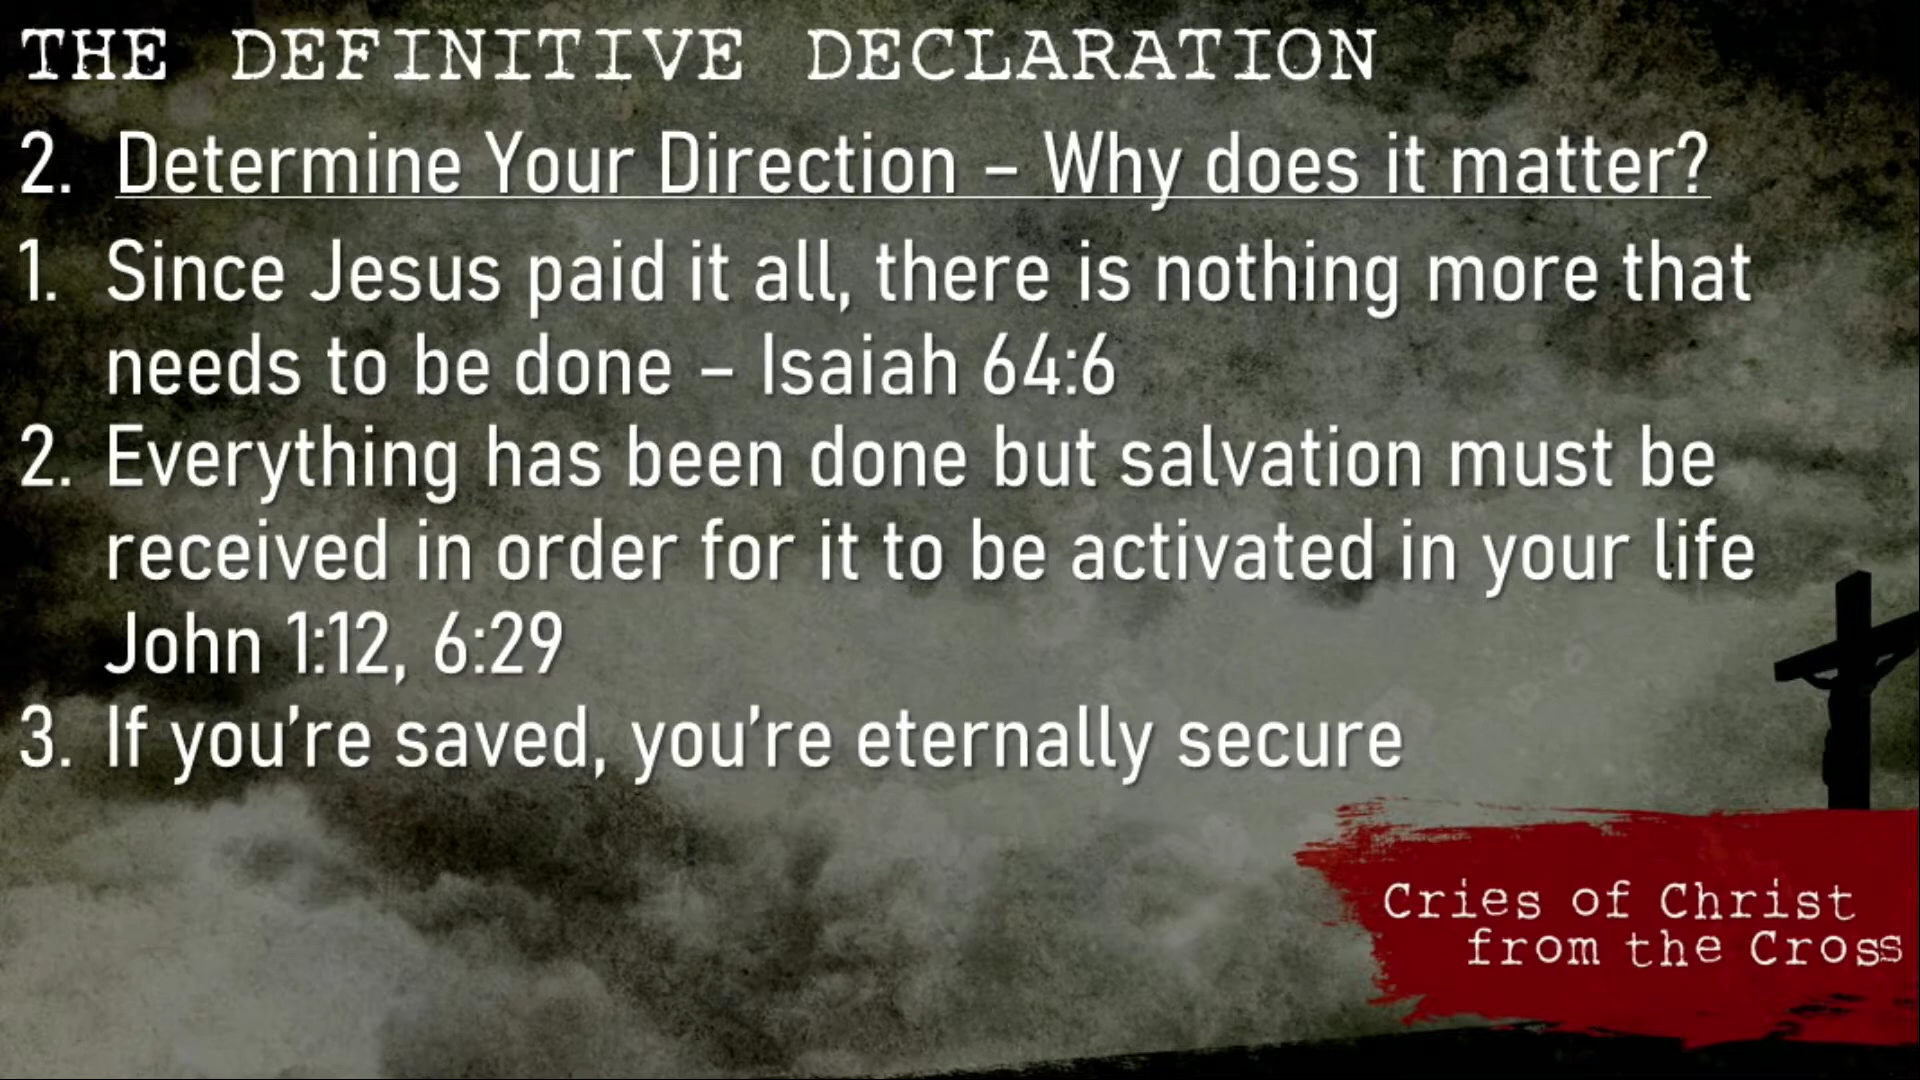 THE DEFINITIVE DECLARATION
2. Determine Your Direction – Why does it matter?
1. Since Jesus paid it all, there is nothing more that
needs to be done – Isaiah 64:6
2. Everything has been done but salvation must be
received in order for it to be activated in your life
John 1:12, 6:29
3. If you’re saved, you’re eternally secure
Cries of Christ
from the Cross